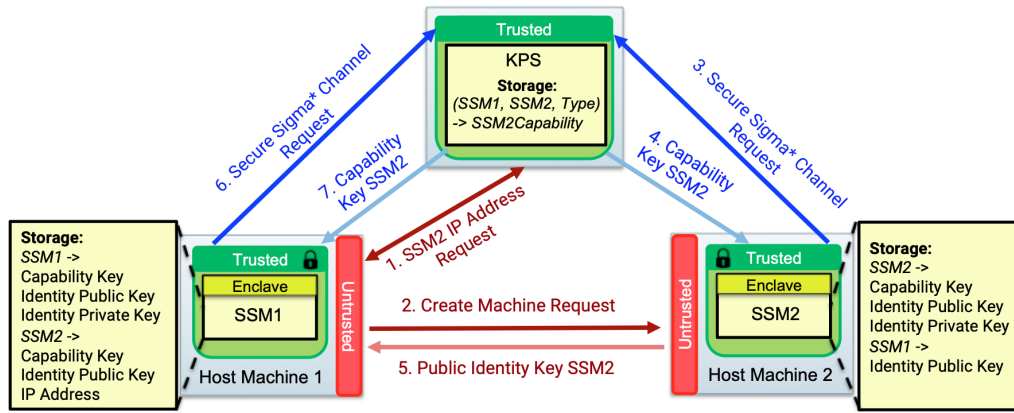 Trusted
KPS
Storage:
(SSM1, SSM2, Type)
-> SSM2Capability
6. Secure Sigma* Channel
Request
3. Secure Sigma* Channel
Request
7. Capability
Key SSM2
4. Capability
Key SSM2
1. SSM2 IP Address
Request
Storage:
SSM1 ->
Capability Key
Identity Public Key
Identity Private Key
SSM2 ->
Capability Key
Identity Public Key
IP Address
Trusted
Enclave
SSM1
Host Machine 1
Untrusted
2. Create Machine Request
5. Public Identity Key SSM2
Untrusted
Trusted
Enclave
SSM2
Host Machine 2
Storage:
SSM2 ->
Capability Key
Identity Public Key
Identity Private Key
SSM1 ->
Identity Public Key